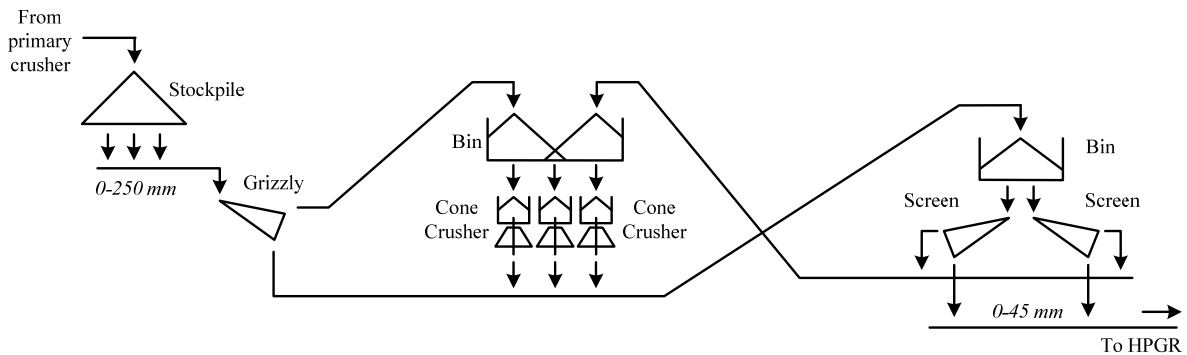 From
primary
crusher
Stockpile
0-250 mm
Grizzly
Bin
Cone
Crusher
Cone
Crusher
Bin
Screen
Screen
0-45 mm
To HPGR